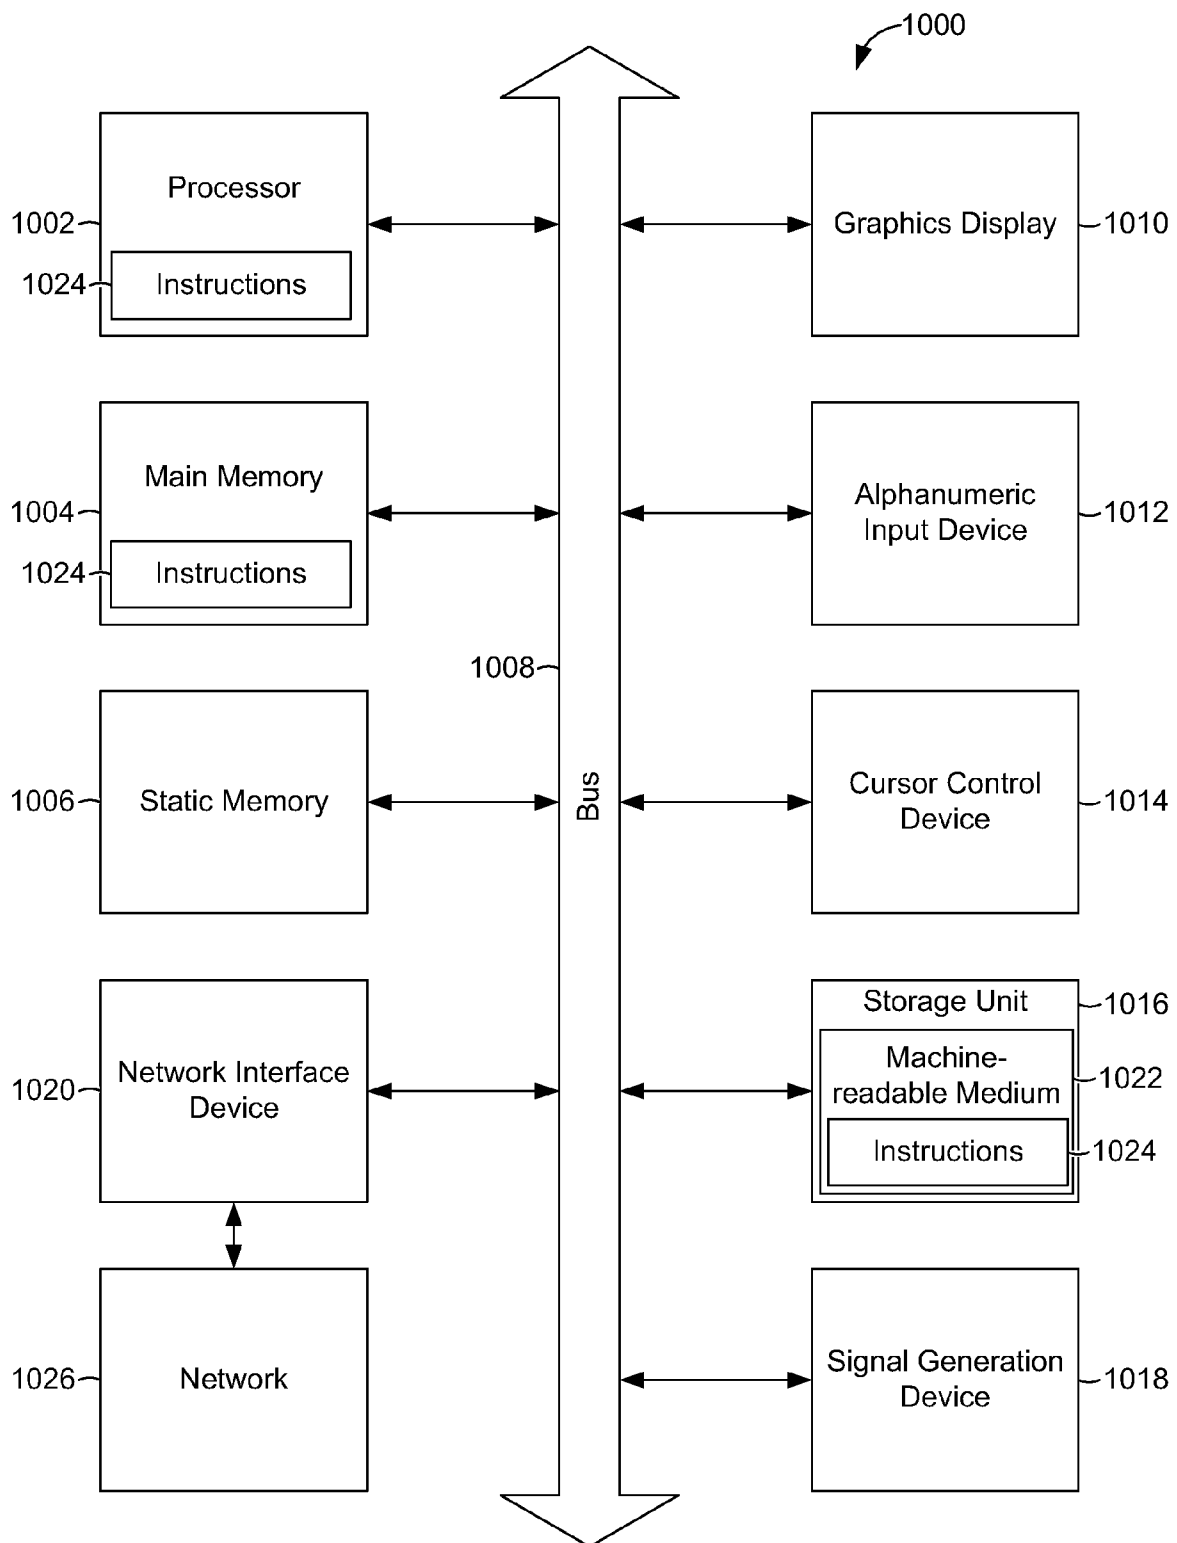 1000
Processor
1002
1024
Instructions
Graphics Display
1010
Main Memory
1004
1024
Instructions
Alphanumeric
Input Device
1012
1008
Bus
Static Memory
1006
Cursor Control
Device
1014
Network Interface
Device
1020
Storage Unit
1016
Machine-
readable Medium
1022
Instructions
1024
Network
1026
Signal Generation
Device
1018